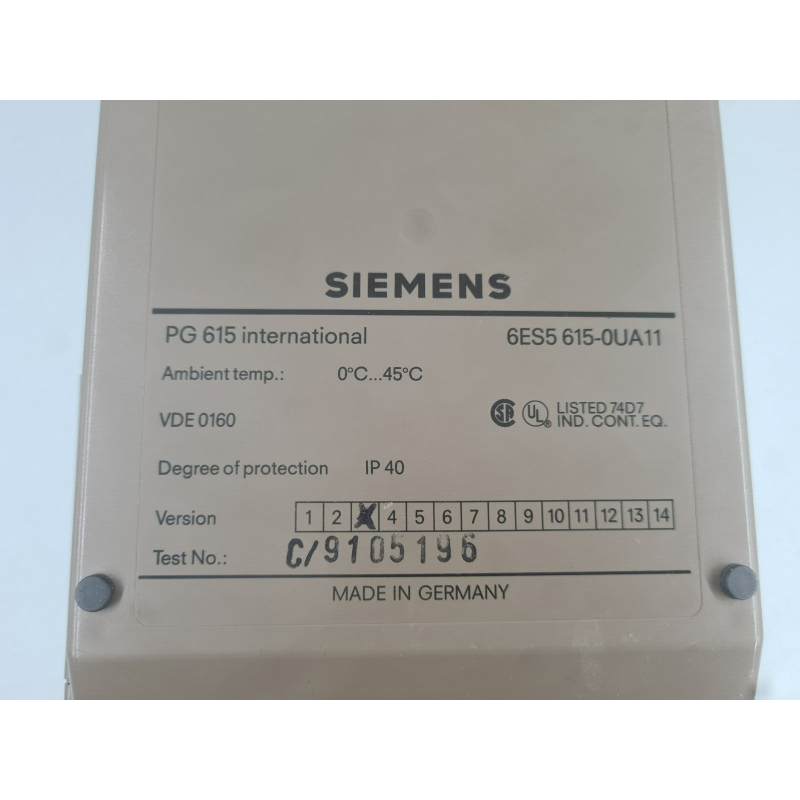 SIEMENS
PG 615 international 6ES5 615-0UA11
Ambient temp.: 0°C...45°C
VDE 0160 SA UL® LISTED 74D7
IND. CONT. EQ.
Degree of protection IP 40
Version 1 2 X 4 5 6 7 8 9 10 11 12 13 14
Test No.: C/9105196
MADE IN GERMANY